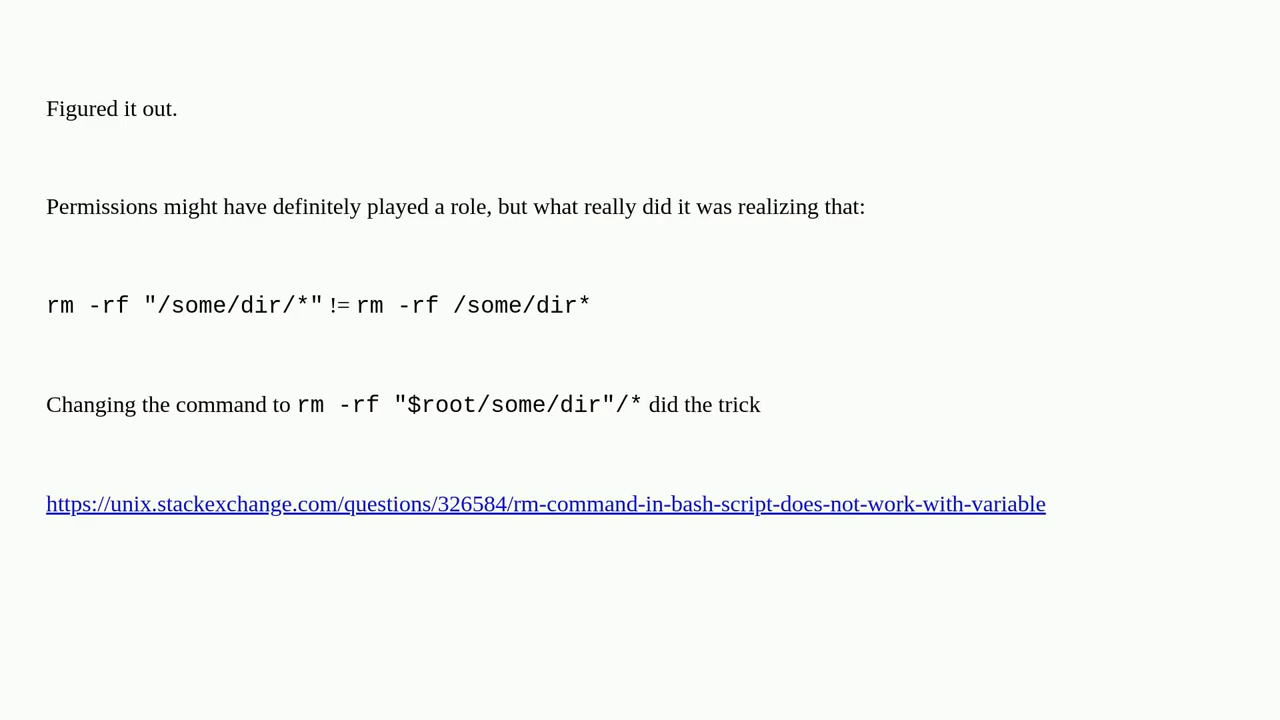 Figured it out.
Permissions might have definitely played a role, but what really did it was realizing that:
rm -rf "/some/dir/*" != rm -rf /some/dir*
Changing the command to rm -rf "$root/some/dir"/* did the trick
https://unix.stackexchange.com/questions/326584/rm-command-in-bash-script-does-not-work-with-variable